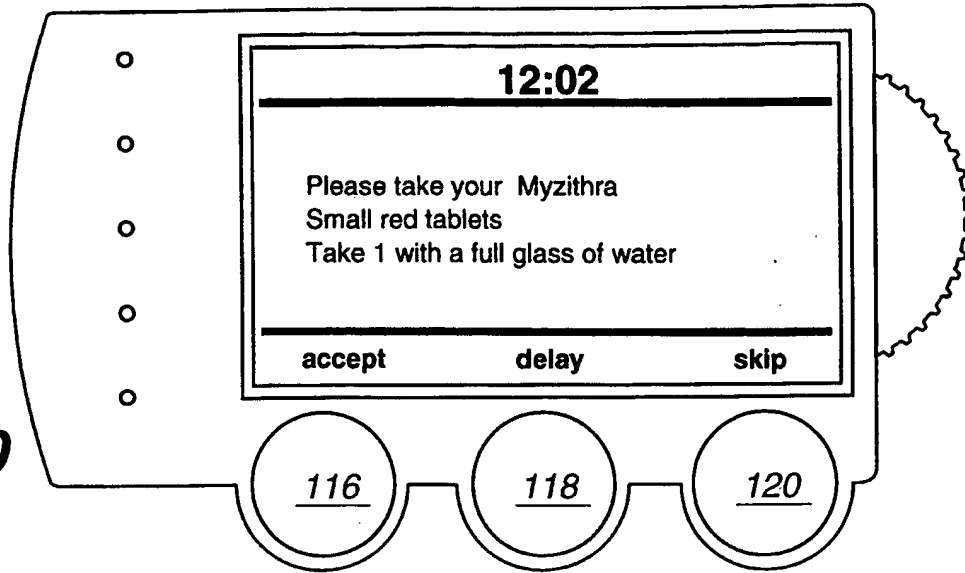 12:02
Please take your Myzithra
Small red tablets
Take 1 with a full glass of water
accept delay skip
116 118 120